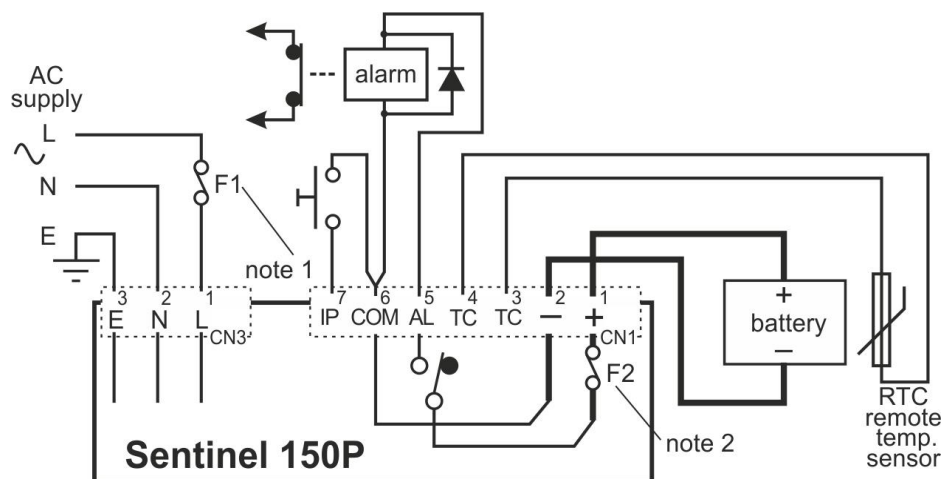 alarm
AC
supply
L
N
E
F1
note 1
3 2 1
E N L
CN3
7 6 5 4 3 2 1
IP COM AL TC TC − +
CN1
+
battery
−
F2
note 2
RTC
remote
temp.
sensor
Sentinel 150P